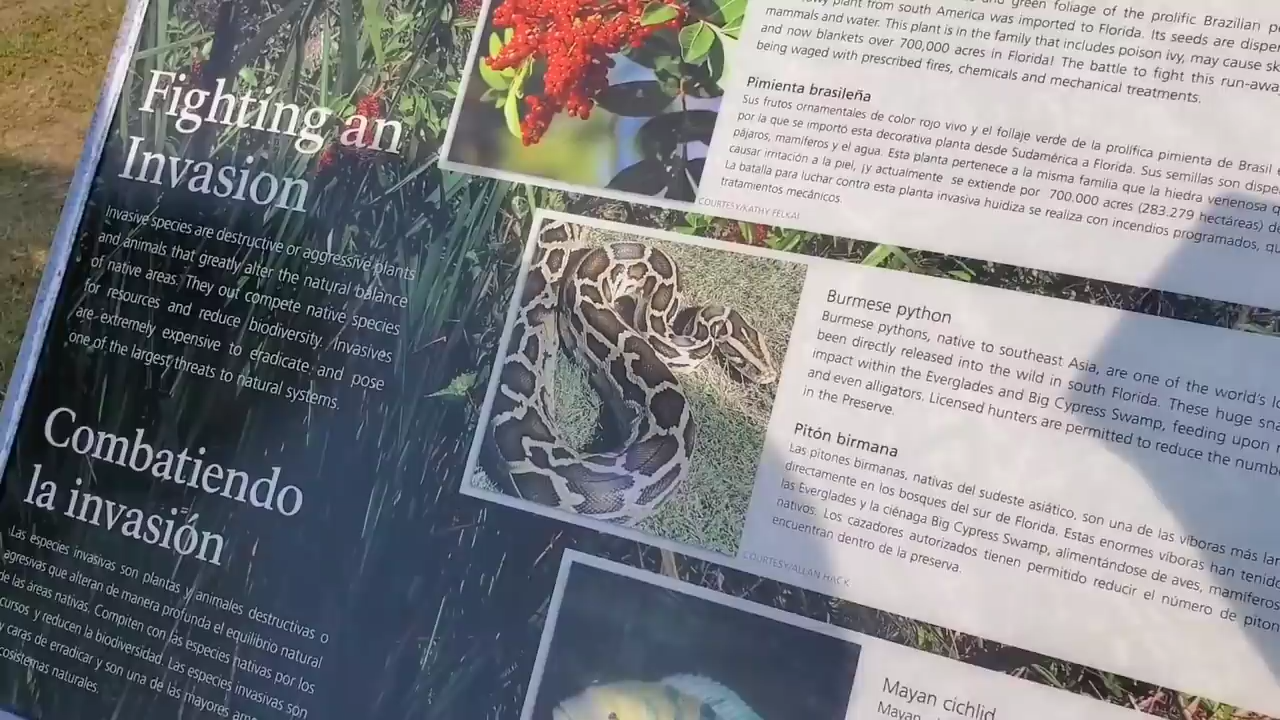 Fighting an
Invasion
Invasive species are destructive or aggressive plants
and animals that greatly alter the natural balance
of native areas. They out compete native species
for resources and reduce biodiversity. Invasives
are extremely expensive to eradicate and pose
one of the largest threats to natural systems.
Combatiendo
la invasión
Las especies invasivas son plantas y animales destructivas o
agresivas que alteran de manera profunda el equilibrio natural
de las áreas nativas. Compiten con las especies nativas por los
cursos y reducen la biodiversidad. Las especies invasivas son
y caras de erradicar y son una de las mayores
cosistemas naturales.
green foliage of the prolific Brazilian
plant from south America was imported to Florida. Its seeds are
mammals and water. This plant is in the family that includes poison ivy, may cause
and now blankets over 700,000 acres in Florida! The battle to fight this run-away
being waged with prescribed fires, chemicals and mechanical treatments.
Pimienta brasileña
Sus frutos ornamentales de color rojo vivo y el follaje verde de la prolífica pimienta de Brasil
por la que se importó esta decorativa planta desde Sudamérica a Florida. Sus semillas son
pájaros, mamíferos y el agua. Esta planta pertenece a la misma familia que la hiedra venenosa
causar irritación a la piel, ¡y actualmente se extiende por 700.000 acres (283.279 hectáreas)
La batalla para luchar contra esta planta invasiva huidiza se realiza con incendios programados,
tratamientos mecánicos.
COURTESY/KATHY FELKAI
Burmese python
Burmese pythons, native to southeast Asia, are one of the world's
been directly released into the wild in south Florida. These huge
impact within the Everglades and Big Cypress Swamp, feeding upon
and even alligators. Licensed hunters are permitted to reduce the
in the Preserve.
Pitón birmana
Las pitones birmanas, nativas del sudeste asiático, son una de las víboras más
directamente en los bosques del sur de Florida. Estas enormes víboras han
las Everglades y la ciénaga Big Cypress Swamp, alimentándose de aves, mamíferos
nativos. Los cazadores autorizados tienen permitido reducir el número de
encuentran dentro de la preserva.
COURTESY/ALLAN HACK
Mayan cichlid
Mayan